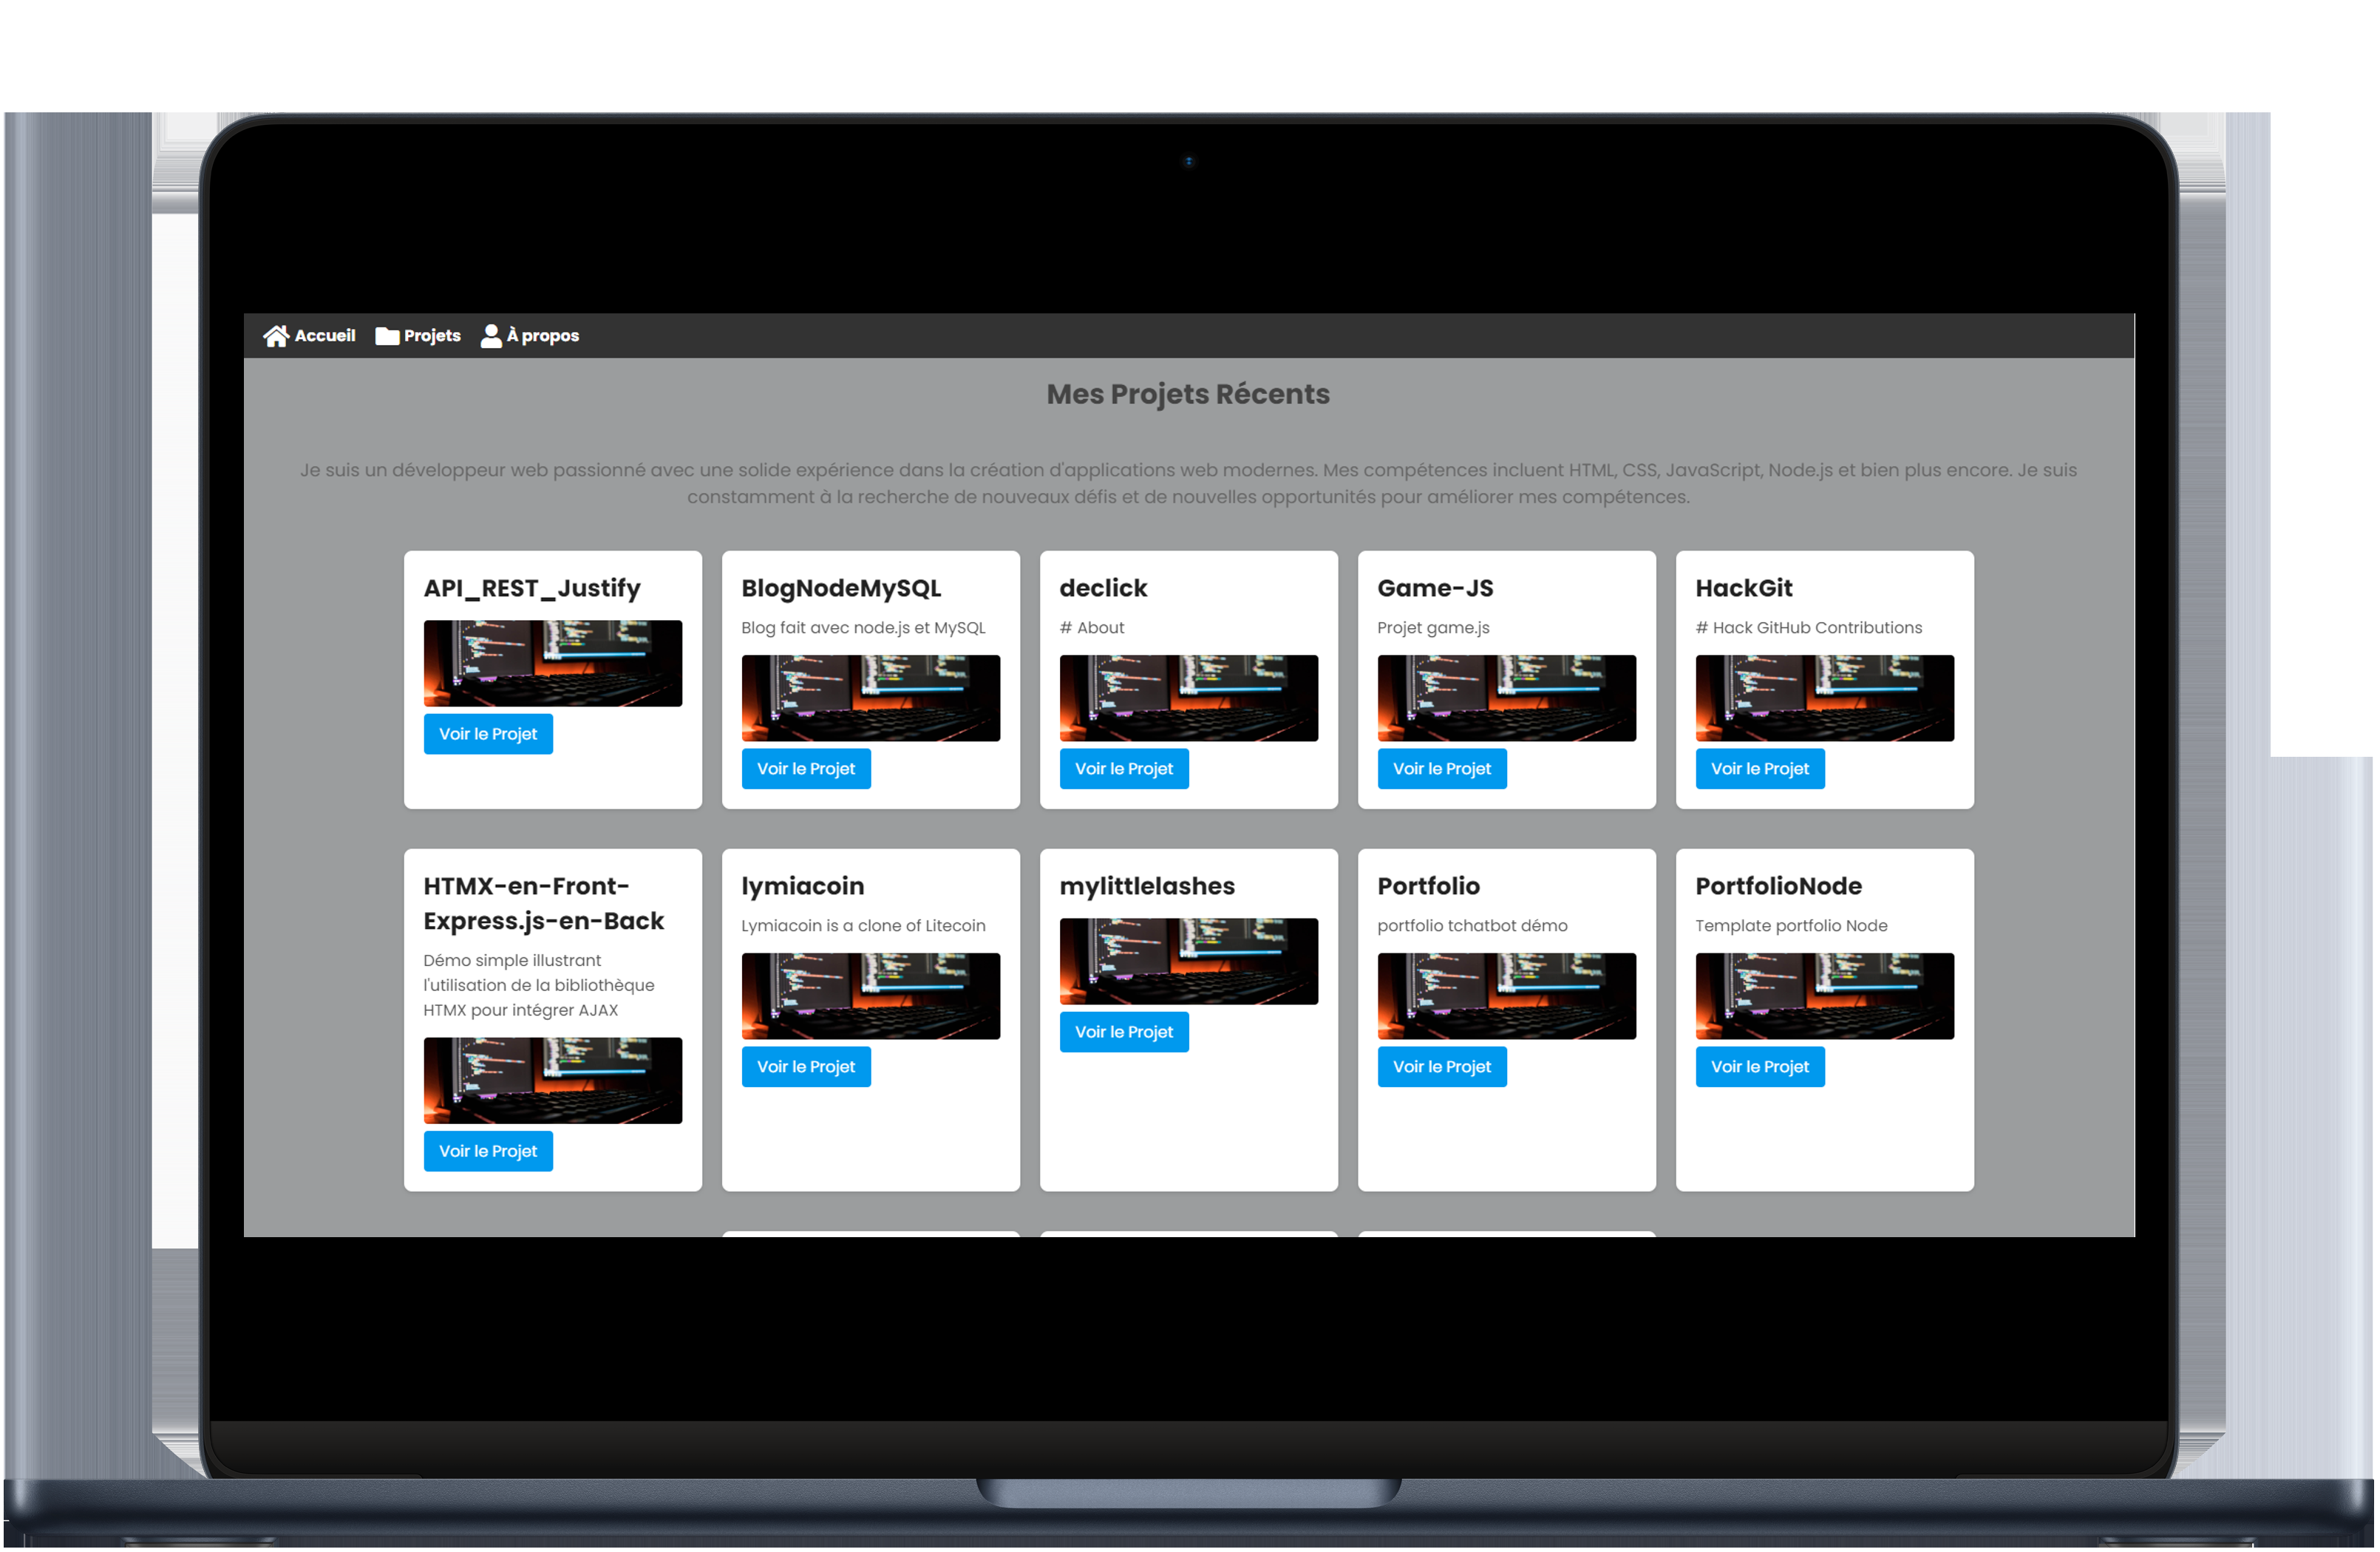 Accueil Projets À propos
Mes Projets Récents
Je suis un développeur web passionné avec une solide expérience dans la création d'applications web modernes. Mes compétences incluent HTML, CSS, JavaScript, Node.js et bien plus encore. Je suis
constamment à la recherche de nouveaux défis et de nouvelles opportunités pour améliorer mes compétences.
API_REST_Justify
Voir le Projet
BlogNodeMySQL
Blog fait avec node.js et MySQL
Voir le Projet
declick
# About
Voir le Projet
Game-JS
Projet game.js
Voir le Projet
HackGit
# Hack GitHub Contributions
Voir le Projet
HTMX-en-Front-
Express.js-en-Back
Démo simple illustrant
l'utilisation de la bibliothèque
HTMX pour intégrer AJAX
Voir le Projet
lymiacoin
Lymiacoin is a clone of Litecoin
Voir le Projet
mylittlelashes
Voir le Projet
Portfolio
portfolio tchatbot démo
Voir le Projet
PortfolioNode
Template portfolio Node
Voir le Projet